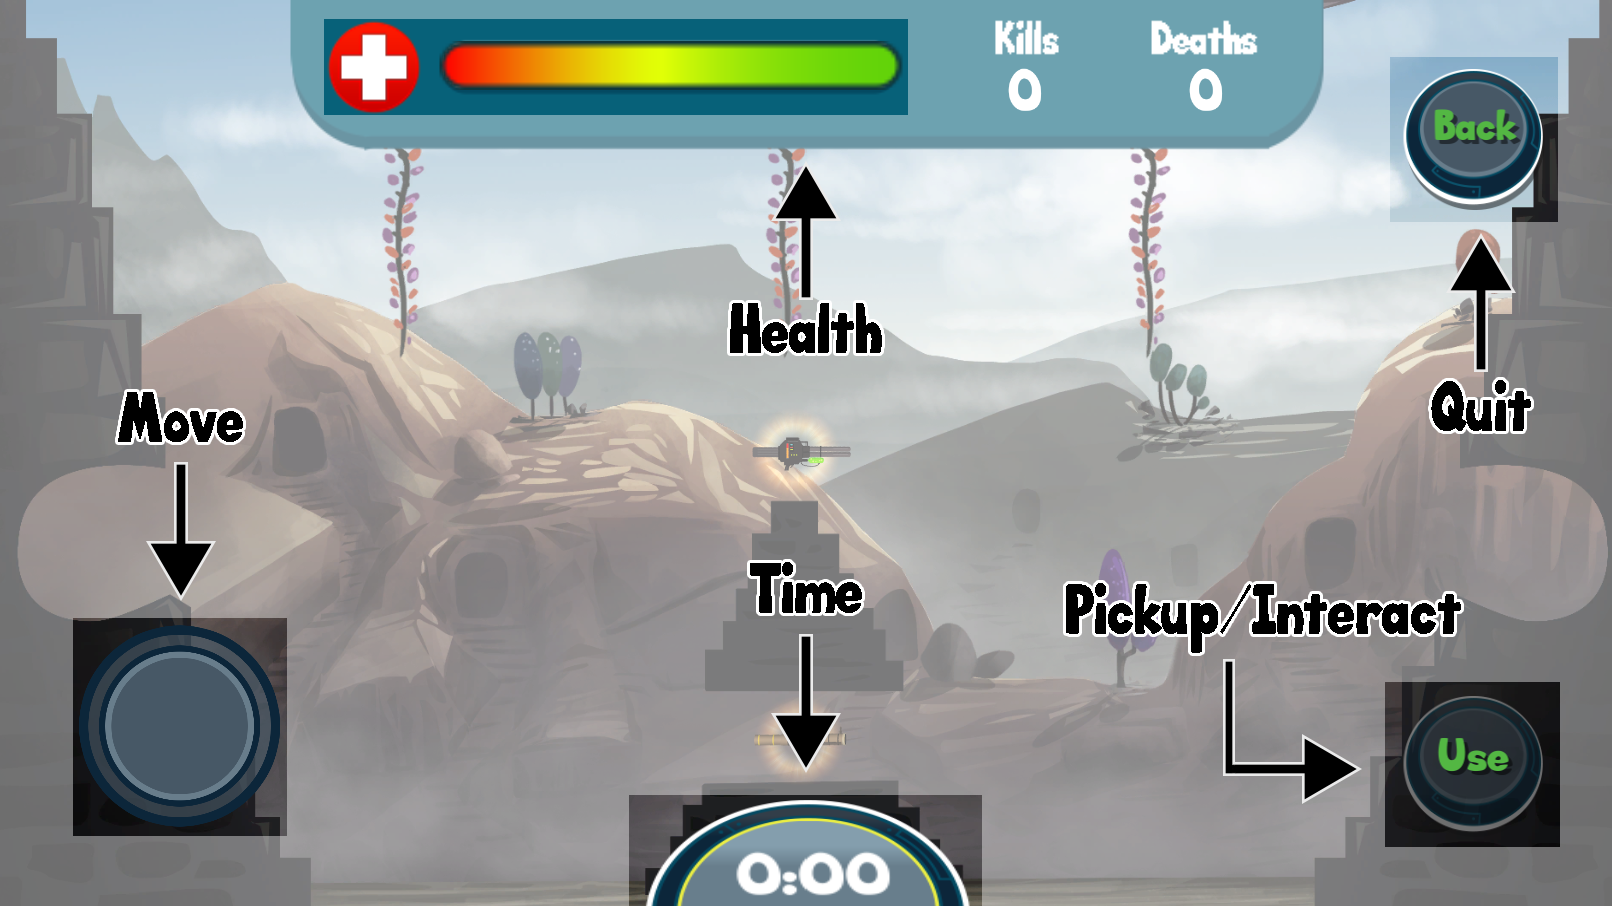 Kills Deaths
0 0
Back
Health
Quit
Move
Time
Pickup/Interact
Use
0:00